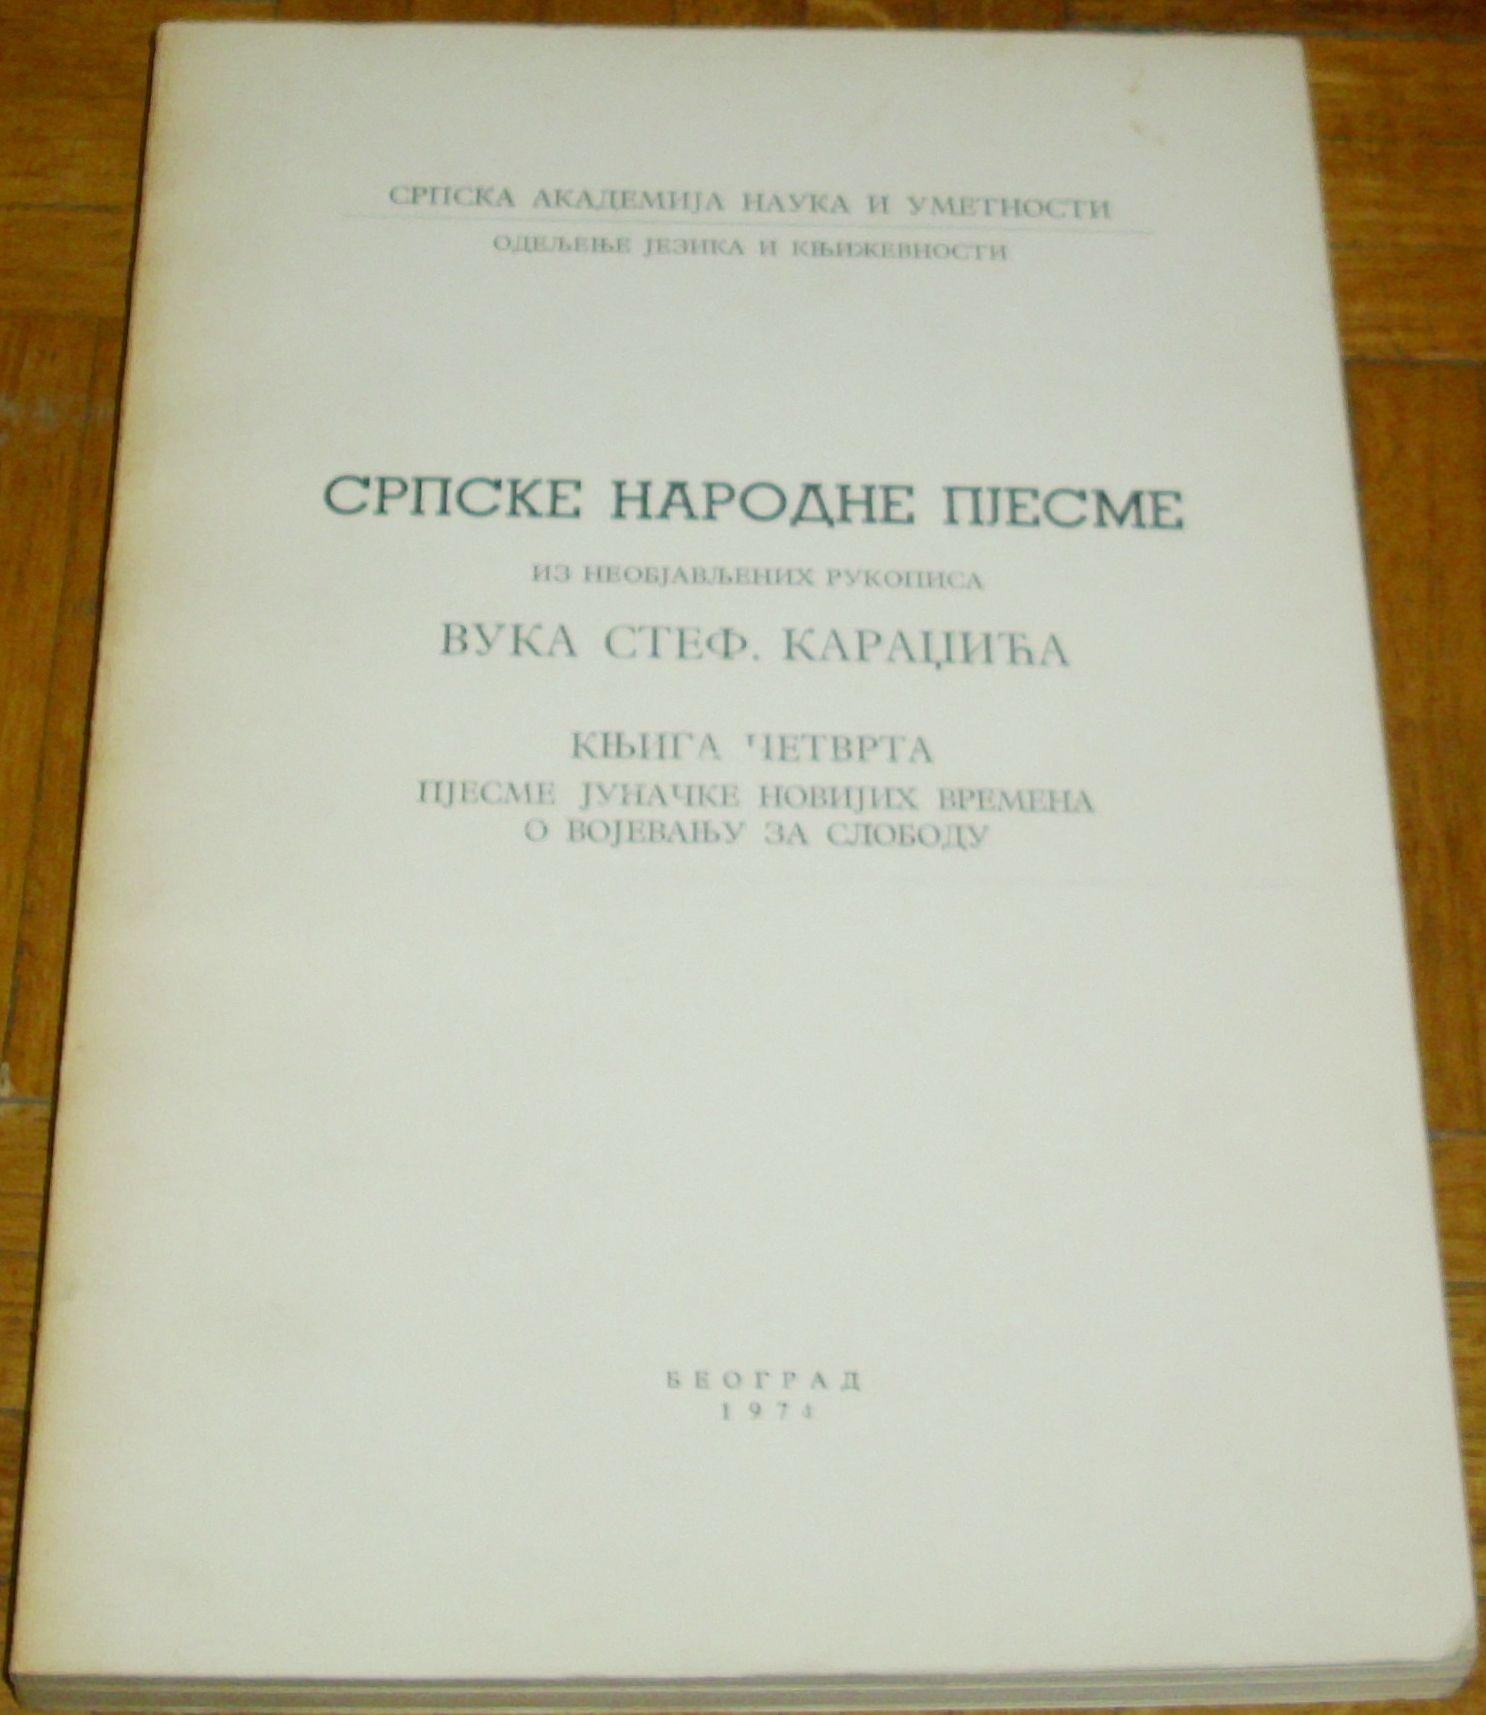 СРПСКА АКАДЕМИЈА НАУКА И УМЕТНОСТИ
ОДЕЉЕЊЕ ЈЕЗИКА И КЊИЖЕВНОСТИ
СРПСКЕ НАРОДНЕ ПЈЕСМЕ
ИЗ НЕОБЈАВЉЕНИХ РУКОПИСА
ВУКА СТЕФ. КАРАЏИЋА
КЊИГА ЧЕТВРТА
ПЈЕСМЕ ЈУНАЧКЕ НОВИЈИХ ВРЕМЕНА
О ВОЈЕВАЊУ ЗА СЛОБОДУ
БЕОГРАД
1974